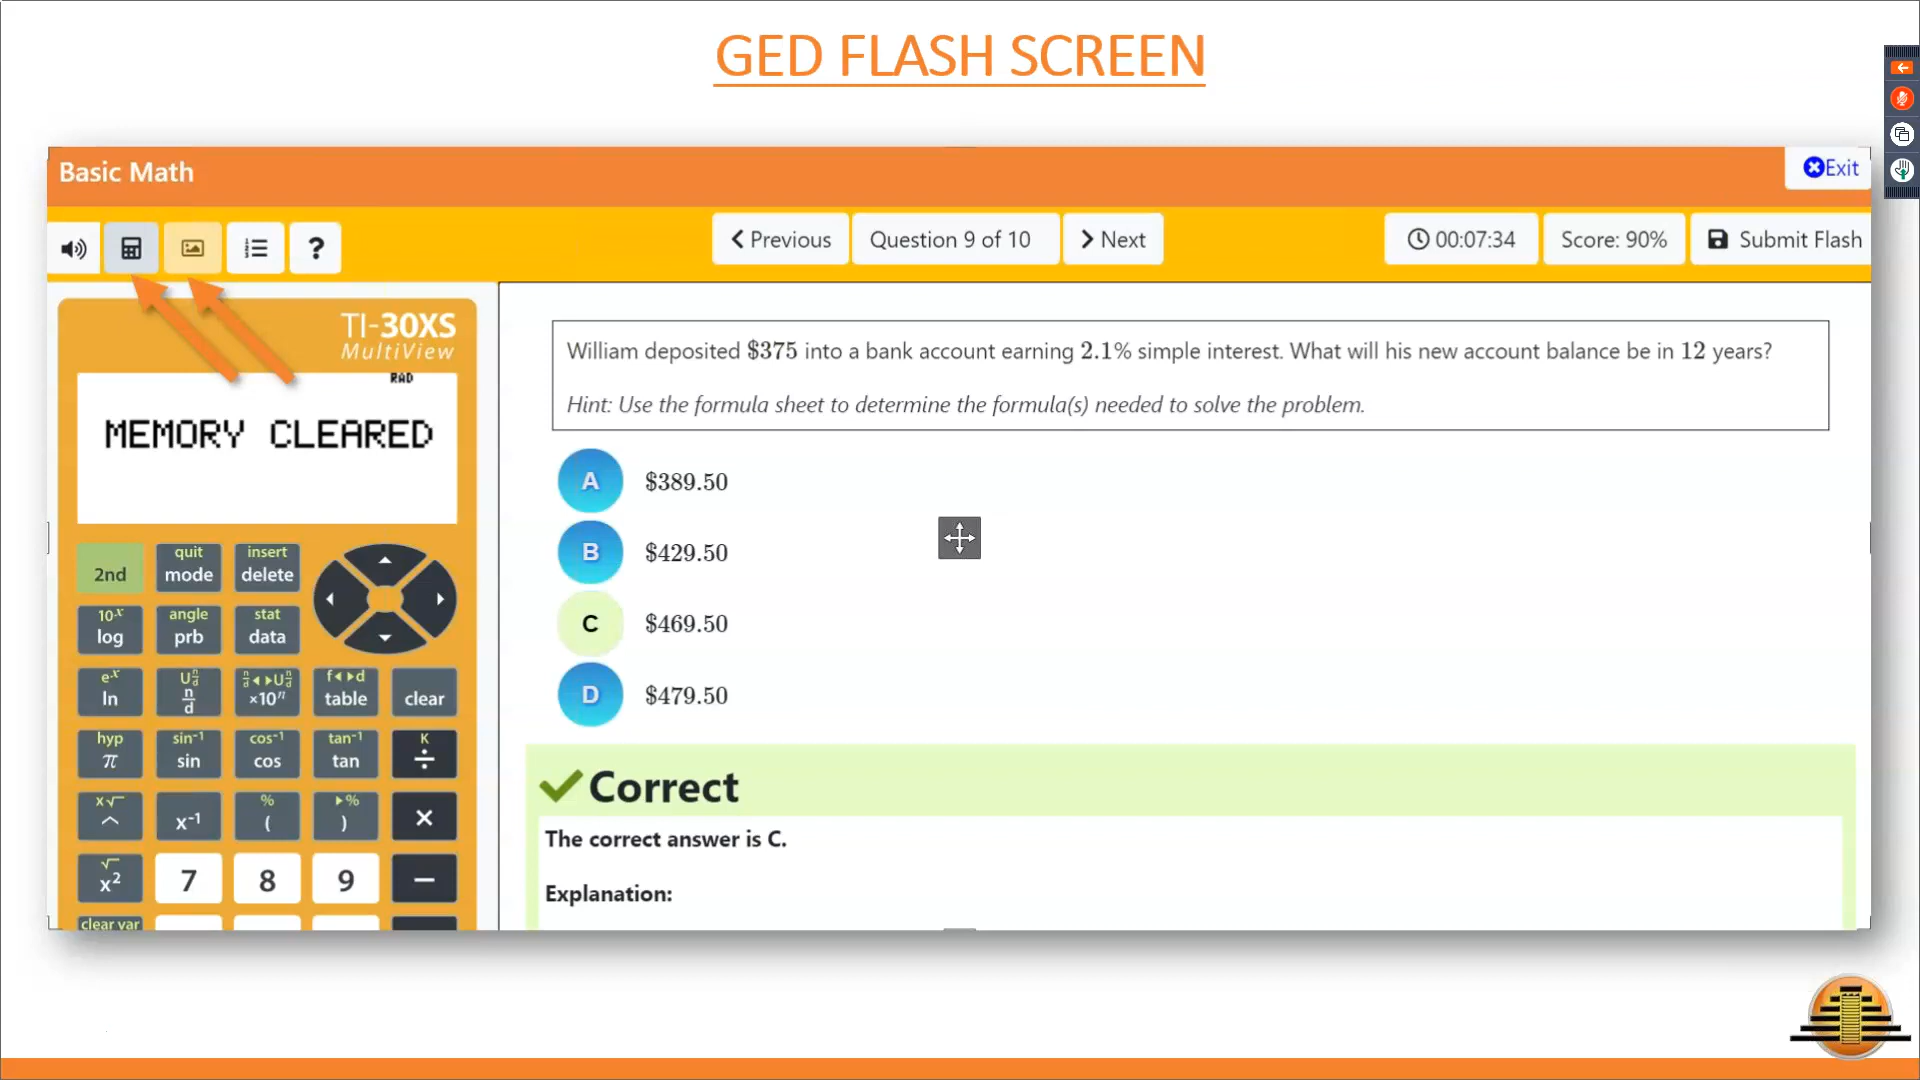 GED FLASH SCREEN
Basic Math
Exit
Previous
Question 9 of 10
Next
00:07:34
Score: 90%
Submit Flash
?
TI-30XS
MultiView
RAD
MEMORY CLEARED
William deposited $375 into a bank account earning 2.1% simple interest. What will his new account balance be in 12 years?
Hint: Use the formula sheet to determine the formula(s) needed to solve the problem.
A $389.50
B $429.50
C $469.50
D $479.50
Correct
The correct answer is C.
Explanation:
quit insert
2nd mode delete
10ˣ angle stat
log prb data
eˣ U n/d n/d ◄►U n/d f◄►d
ln n/d ×10ⁿ table clear
hyp sin⁻¹ cos⁻¹ tan⁻¹ K
π sin cos tan ÷
x√ % ►%
^ x⁻¹ ( ) ×
√
x² 7 8 9 −
clear var